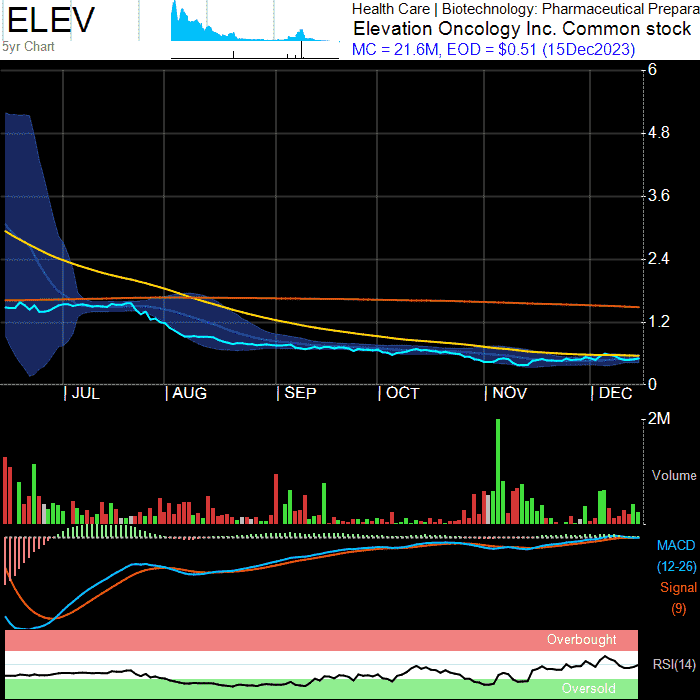 ELEV
5yr Chart
Health Care | Biotechnology: Pharmaceutical Prepara
Elevation Oncology Inc. Common stock
MC = 21.6M, EOD = $0.51 (15Dec2023)
6
4.8
3.6
2.4
1.2
0
| JUL | AUG | SEP | OCT | NOV | DEC
2M
Volume
MACD
(12-26)
Signal
(9)
Overbought
RSI(14)
Oversold